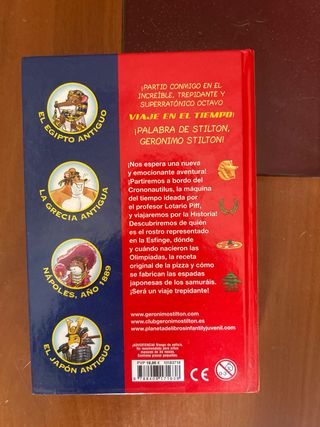 ¡PARTID CONMIGO EN EL
INCREÍBLE, TREPIDANTE Y
SUPERRATÓNICO OCTAVO
VIAJE EN EL TIEMPO!
¡PALABRA DE STILTON,
GERONIMO STILTON!
EL EGIPTO ANTIGUO
LA GRECIA ANTIGUA
NÁPOLES, AÑO 1889
EL JAPÓN ANTIGUO
¡Nos espera una nueva
y emocionante aventura!
¡Partiremos a bordo del
Crononautilus, la máquina
del tiempo ideada por
el profesor Lotario Piff,
y viajaremos por la Historia!
Descubriremos de quién
es el rostro representado
en la Esfinge, dónde
y cuándo nacieron las
Olimpiadas, la receta
original de la pizza y cómo
se fabrican las espadas
japonesas de los samuráis.
¡Será un viaje trepidante!
www.geronimostilton.com
www.clubgeronimostilton.es
www.planetadelibrosinfantilyjuvenil.com
CE